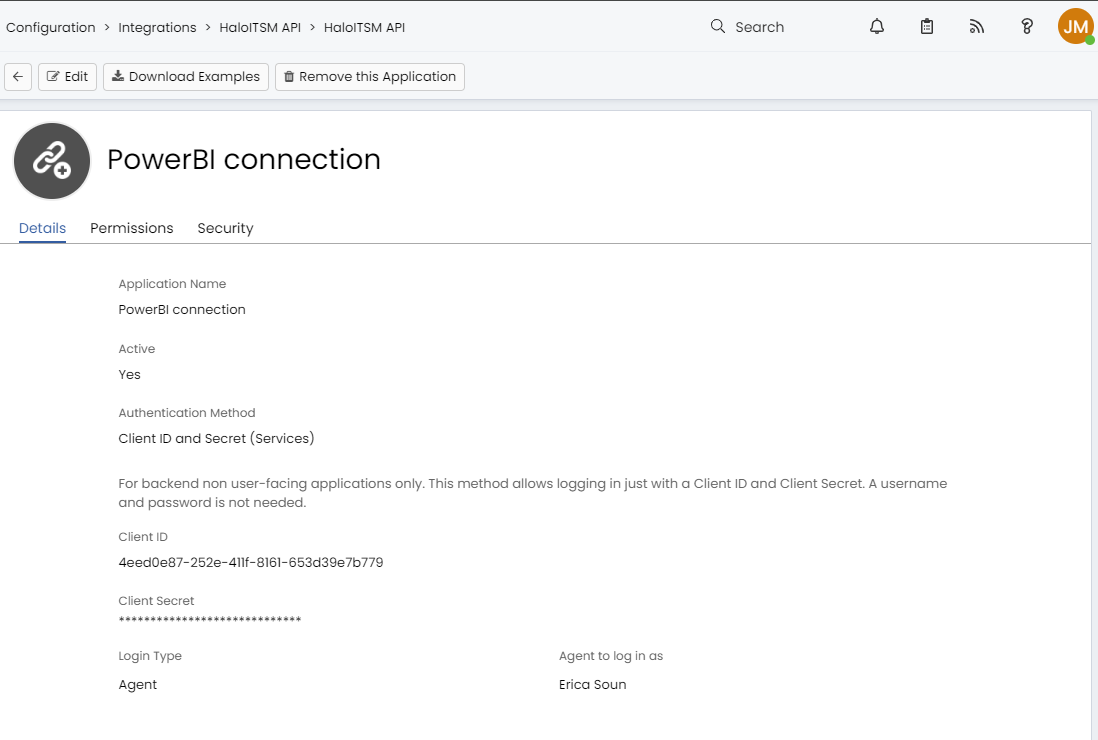 Configuration > Integrations > HaloITSM API > HaloITSM API
Search
JM
Edit
Download Examples
Remove this Application
PowerBI connection
Details
Permissions
Security
Application Name
PowerBI connection
Active
Yes
Authentication Method
Client ID and Secret (Services)
For backend non user-facing applications only. This method allows logging in just with a Client ID and Client Secret. A username
and password is not needed.
Client ID
4eed0e87-252e-411f-8161-653d39e7b779
Client Secret
*****************************
Login Type
Agent to log in as
Agent
Erica Soun